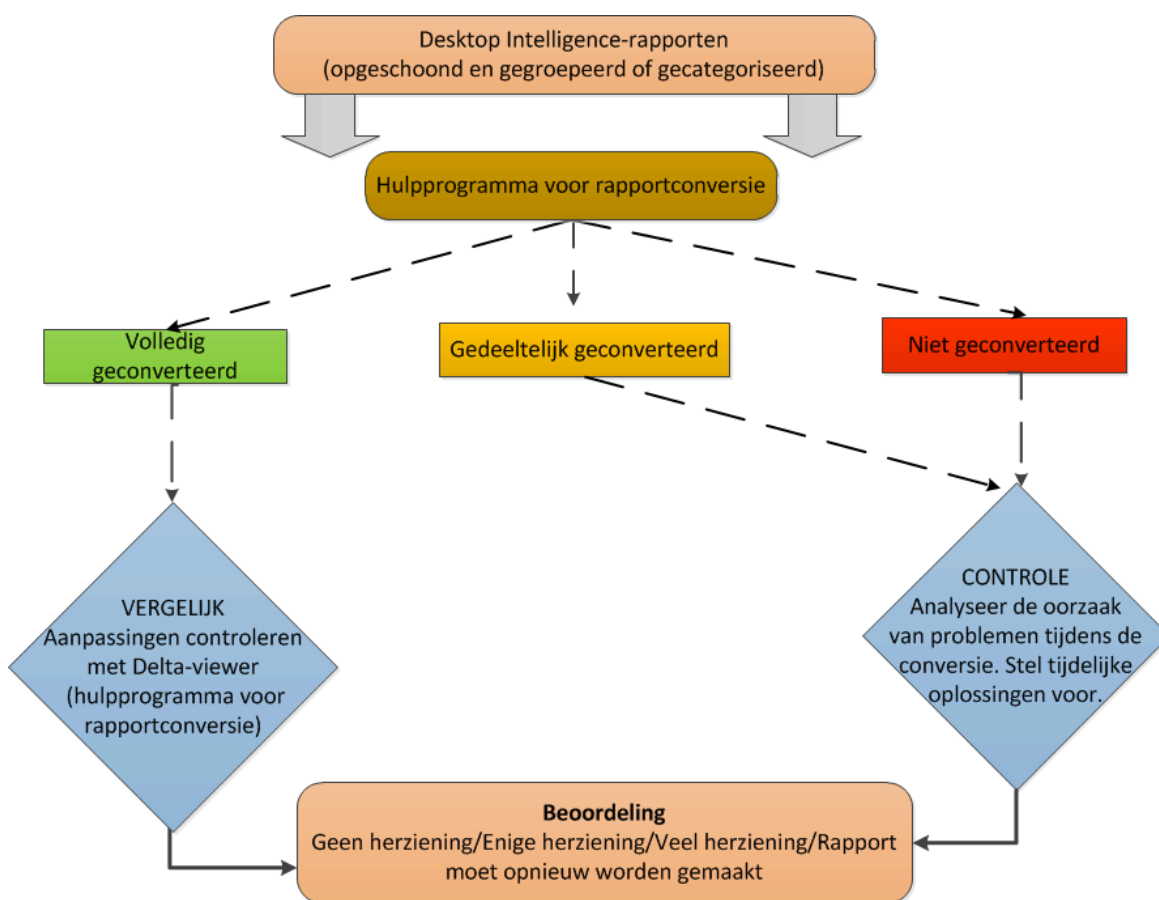 Desktop Intelligence-rapporten
(opgeschoond en gegroepeerd of gecategoriseerd)
Hulpprogramma voor rapportconversie
Volledig
geconverteerd
Gedeeltelijk geconverteerd
Niet geconverteerd
VERGELIJK
Aanpassingen controleren
met Delta-viewer
(hulpprogramma voor
rapportconversie)
CONTROLE
Analyseer de oorzaak
van problemen tijdens de
conversie. Stel tijdelijke
oplossingen voor.
Beoordeling
Geen herziening/Enige herziening/Veel herziening/Rapport
moet opnieuw worden gemaakt